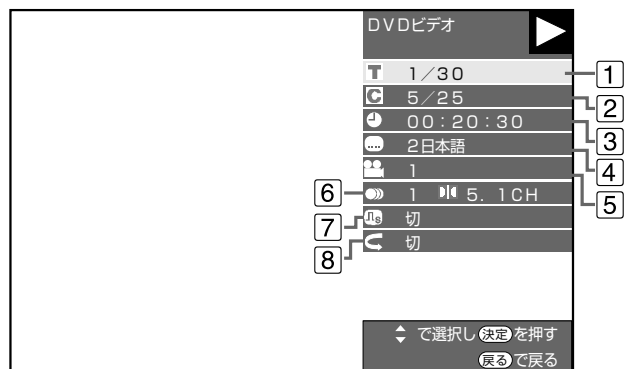 DVDビデオ
T 1/30
C 5/25
00:20:30
2日本語
1
1 5.1CH
切
切
で選択し 決定 を押す
戻る で戻る
1
2
3
4
5
6
7
8